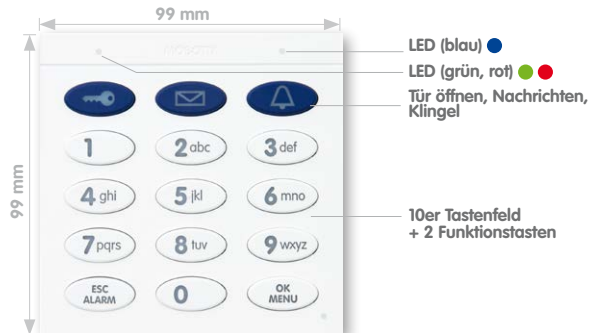 99 mm
99 mm
MOBOTIX
LED (blau)
LED (grün, rot)
Tür öffnen, Nachrichten,
Klingel
1
2 abc
3 def
4 ghi
5 jkl
6 mno
7 pqrs
8 tuv
9 wxyz
ESC
ALARM
0
OK
MENU
10er Tastenfeld
+ 2 Funktionstasten